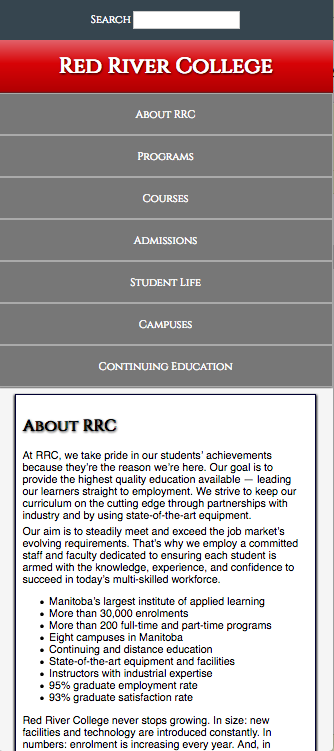 Search
Red River College
About RRC
Programs
Courses
Admissions
Student Life
Campuses
Continuing Education
About RRC
At RRC, we take pride in our students' achievements
because they're the reason we're here. Our goal is to
provide the highest quality education available — leading
our learners straight to employment. We strive to keep our
curriculum on the cutting edge through partnerships with
industry and by using state-of-the-art equipment.
Our aim is to steadily meet and exceed the job market's
evolving requirements. That's why we employ a committed
staff and faculty dedicated to ensuring each student is
armed with the knowledge, experience, and confidence to
succeed in today's multi-skilled workforce.
• Manitoba's largest institute of applied learning
• More than 30,000 enrolments
• More than 200 full-time and part-time programs
• Eight campuses in Manitoba
• Continuing and distance education
• State-of-the-art equipment and facilities
• Instructors with industrial expertise
• 95% graduate employment rate
• 93% graduate satisfaction rate
Red River College never stops growing. In size: new
facilities and technology are introduced constantly. In
numbers: enrolment is increasing every year. And, in